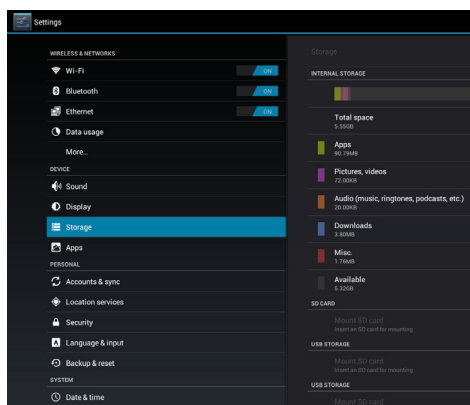 Settings
WIRELESS & NETWORKS
Wi-Fi
ON
Bluetooth
ON
Ethernet
ON
Data usage
More...
DEVICE
Sound
Display
Storage
Apps
PERSONAL
Accounts & sync
Location services
Security
Language & input
Backup & reset
SYSTEM
Date & time
Storage
INTERNAL STORAGE
Total space
5.55GB
Apps
90.79MB
Pictures, videos
72.00KB
Audio (music, ringtones, podcasts, etc.)
20.00KB
Downloads
3.80MB
Misc.
1.76MB
Available
5.32GB
SD CARD
Mount SD card
Insert an SD card for mounting
USB STORAGE
Mount SD card
Insert an SD card for mounting
USB STORAGE
Mount SD card